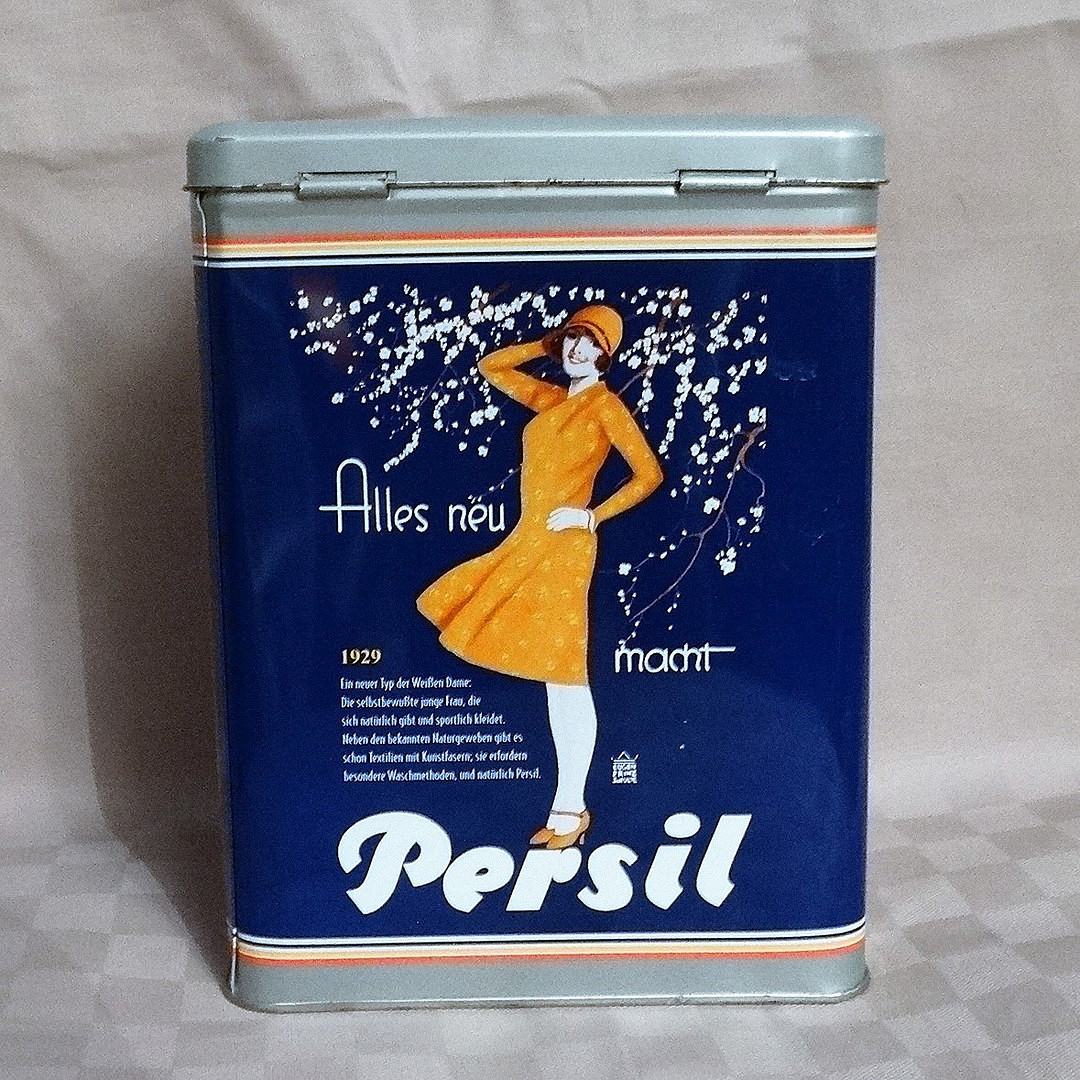 Alles neu
macht
1929
Ein neuer Typ der Weißen Dame:
Die selbstbewußte junge Frau, die
sich natürlich gibt und sportlich kleidet.
Neben den bekannten Naturgeweben gibt es
schon Textilien mit Kunstfasern; sie erfordern
besondere Waschmethoden, und natürlich Persil.
Persil